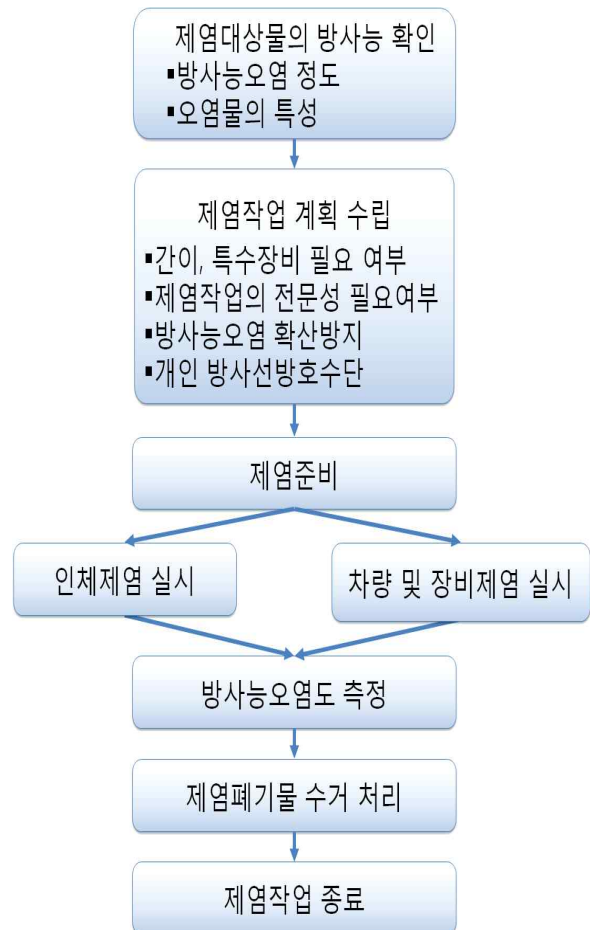 제염대상물의 방사능 확인
▪방사능오염 정도
▪오염물의 특성
제염작업 계획 수립
▪간이, 특수장비 필요 여부
▪제염작업의 전문성 필요여부
▪방사능오염 확산방지
▪개인 방사선방호수단
제염준비
인체제염 실시
차량 및 장비제염 실시
방사능오염도 측정
제염폐기물 수거 처리
제염작업 종료